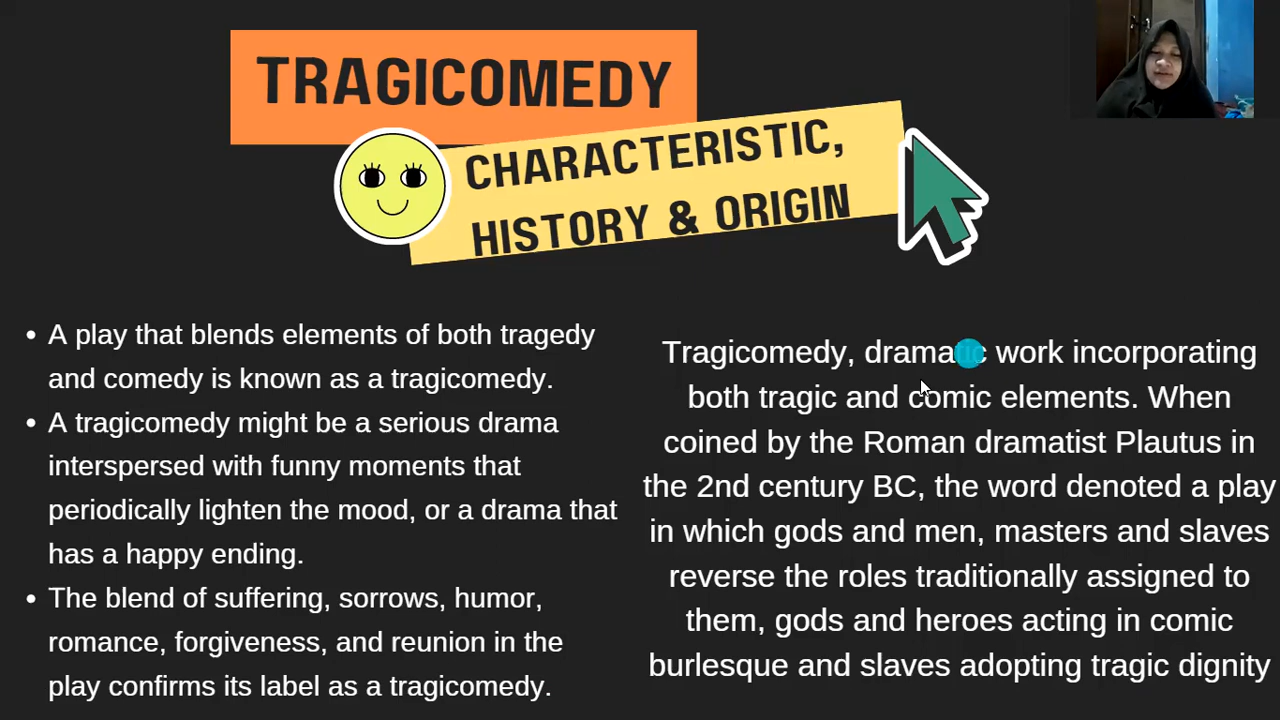 TRAGICOMEDY
CHARACTERISTIC,
HISTORY & ORIGIN
• A play that blends elements of both tragedy
and comedy is known as a tragicomedy.
• A tragicomedy might be a serious drama
interspersed with funny moments that
periodically lighten the mood, or a drama that
has a happy ending.
• The blend of suffering, sorrows, humor,
romance, forgiveness, and reunion in the
play confirms its label as a tragicomedy.
Tragicomedy, dramatic work incorporating
both tragic and comic elements. When
coined by the Roman dramatist Plautus in
the 2nd century BC, the word denoted a play
in which gods and men, masters and slaves
reverse the roles traditionally assigned to
them, gods and heroes acting in comic
burlesque and slaves adopting tragic dignity